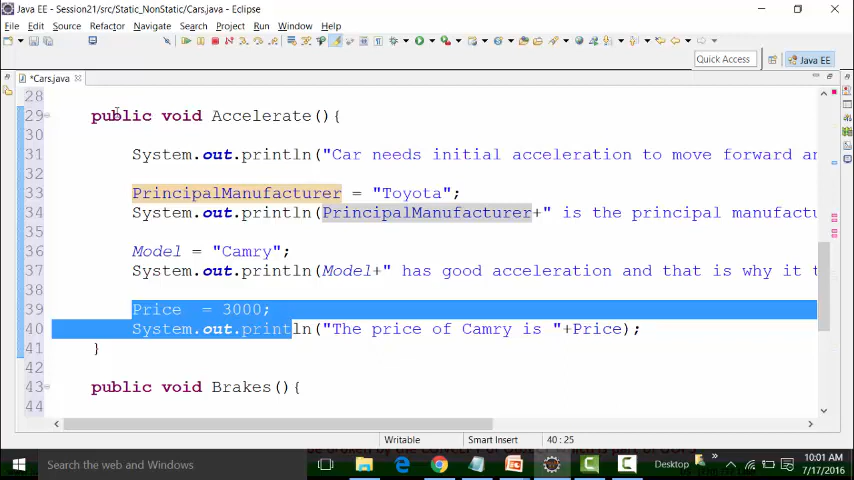 Java EE - Session21/src/Static_NonStatic/Cars.java - Eclipse
File Edit Source Refactor Navigate Search Project Run Window Help
Quick Access
Java EE
*Cars.java
28
29 public void Accelerate(){
30
31 System.out.println("Car needs initial acceleration to move forward an
32
33 PrincipalManufacturer = "Toyota";
34 System.out.println(PrincipalManufacturer+" is the principal manufactu
35
36 Model = "Camry";
37 System.out.println(Model+" has good acceleration and that is why it t
38
39 Price = 3000;
40 System.out.println("The price of Camry is "+Price);
41 }
42
43 public void Brakes(){
44
Writable Smart Insert 40 : 25
Search the web and Windows
Desktop
10:01 AM
7/17/2016